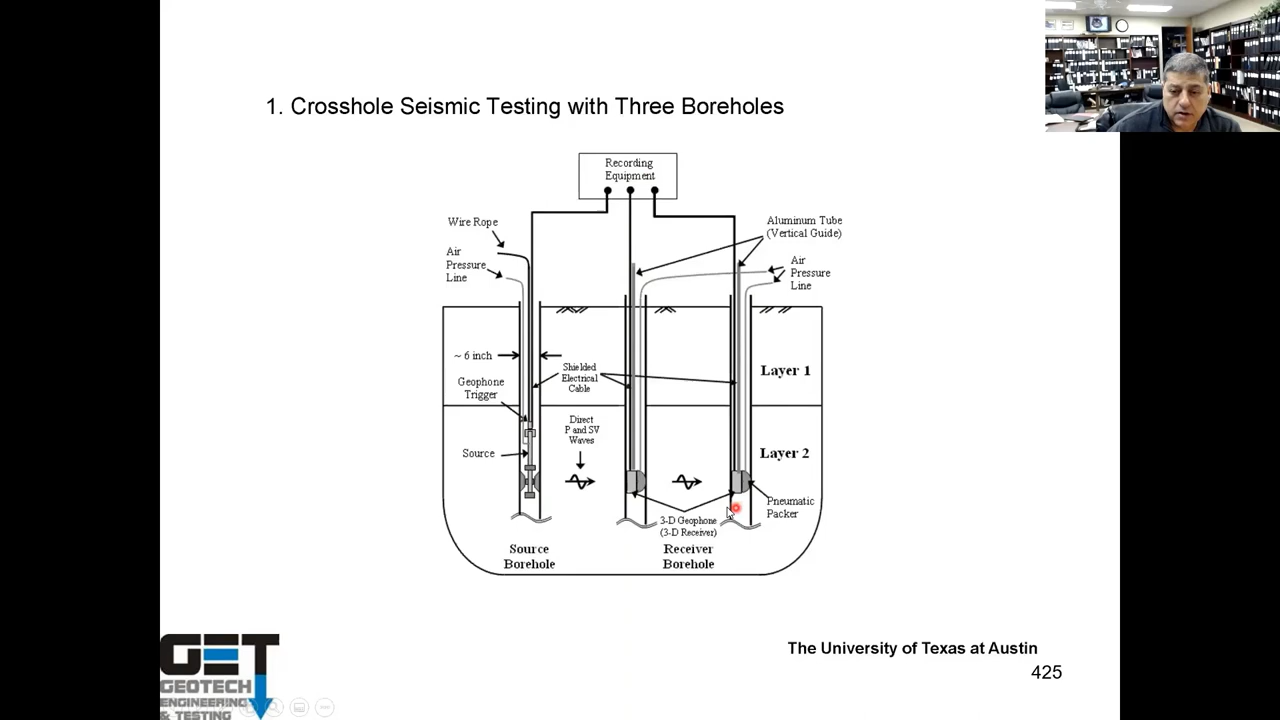 1. Crosshole Seismic Testing with Three Boreholes
Recording
Equipment
Wire Rope
Air
Pressure
Line
Aluminum Tube
(Vertical Guide)
Air
Pressure
Line
~ 6 inch
Shielded
Electrical
Cable
Layer 1
Geophone
Trigger
Direct
P and SV
Waves
Source
Layer 2
Pneumatic
Packer
3-D Geophone
(3-D Receiver)
Source
Borehole
Receiver
Borehole
The University of Texas at Austin
425
GET
GEOTECH
ENGINEERING
& TESTING